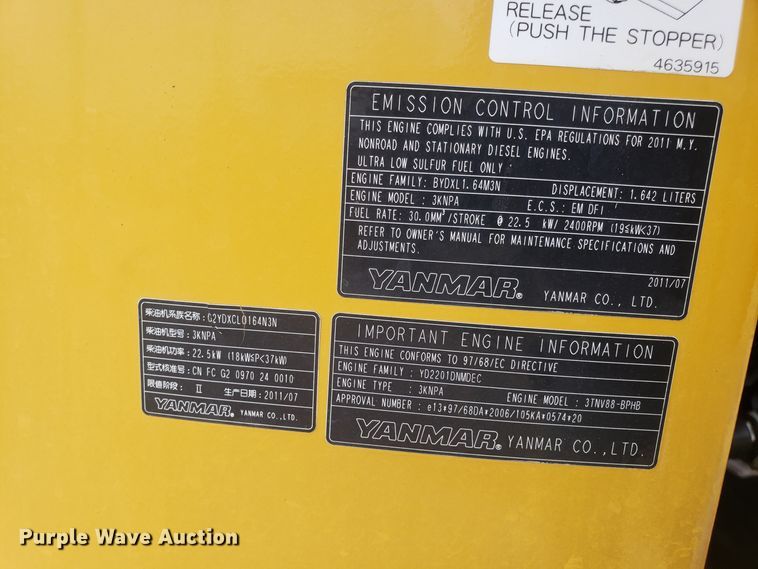 RELEASE
(PUSH THE STOPPER)
4635915
EMISSION CONTROL INFORMATION
THIS ENGINE COMPLIES WITH U.S. EPA REGULATIONS FOR 2011 M.Y.
NONROAD AND STATIONARY DIESEL ENGINES.
ULTRA LOW SULFUR FUEL ONLY
ENGINE FAMILY: BYDXL1.64M3N DISPLACEMENT: 1.642 LITERS
ENGINE MODEL: 3KNPA E.C.S.: EM DFI
FUEL RATE: 30.0MM³/STROKE @ 22.5 kW/ 2400RPM (19≤kW<37)
REFER TO OWNER'S MANUAL FOR MAINTENANCE SPECIFICATIONS AND
ADJUSTMENTS.
2011/07
YANMAR® YANMAR CO., LTD.
柴油机系族名称: G2YDXCL0164N3N
柴油机型号: 3KNPA
柴油机功率: 22.5kW (18kW≤P<37kW)
型式核准号: CN FC G2 0970 24 0010
限值阶段: II 生产日期: 2011/07
YANMAR® YANMAR CO.,LTD.
IMPORTANT ENGINE INFORMATION
THIS ENGINE CONFORMS TO 97/68/EC DIRECTIVE
ENGINE FAMILY : YD2201DNMDEC
ENGINE TYPE : 3KNPA ENGINE MODEL : 3TNV88-BPHB
APPROVAL NUMBER : e13*97/68DA*2006/105KA*0574*20
YANMAR® YANMAR CO.,LTD.
Purple Wave Auction